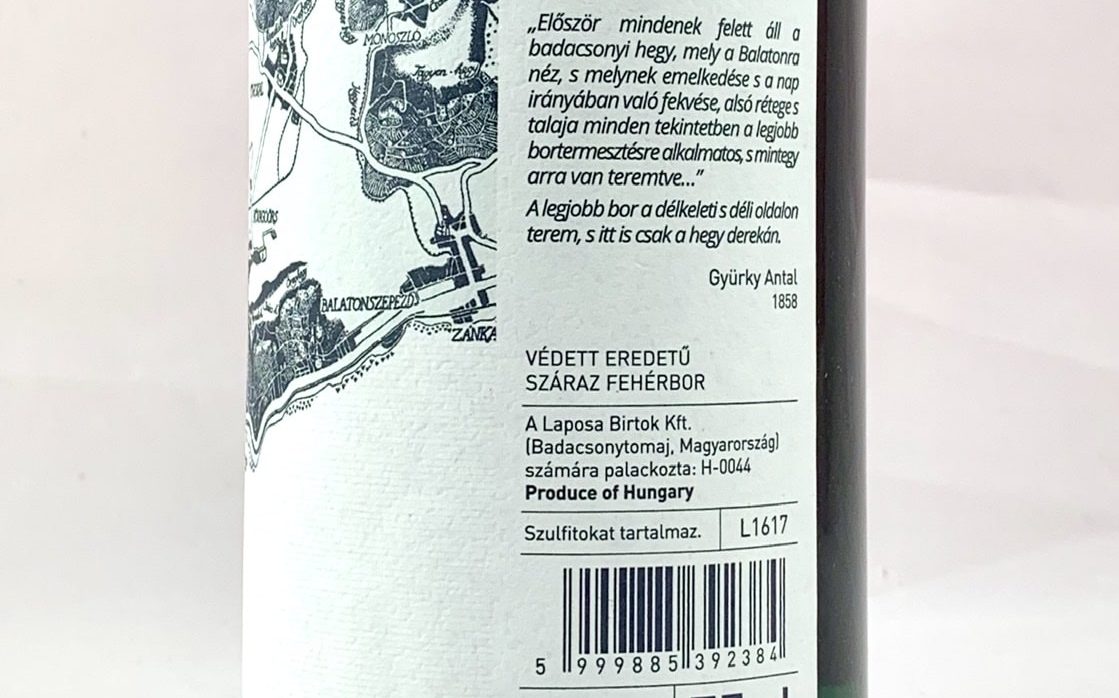 MONOSZLÓ
BALATONSZEPEZD
ZÁNKA
„Először mindenek felett áll a
badacsonyi hegy, mely a Balatonra
néz, s melynek emelkedése s a nap
irányában való fekvése, alsó réteges
talaja minden tekintetben a legjobb
bortermesztésre alkalmatos, s mintegy
arra van teremtve...”
A legjobb bor a délkeleti s déli oldalon
terem, s itt is csak a hegy derekán.
Gyürky Antal
1858
VÉDETT EREDETŰ
SZÁRAZ FEHÉRBOR
A Laposa Birtok Kft.
(Badacsonytomaj, Magyarország)
számára palackozta: H-0044
Produce of Hungary
Szulfitokat tartalmaz. L1617
5 999885 392384